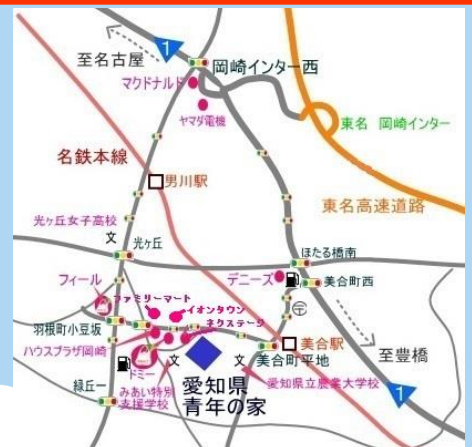 1
至名古屋
岡崎インター西
マクドナルド
ヤマダ電機
東名 岡崎インター
名鉄本線
男川駅
東名高速道路
光ヶ丘女子高校
文
光ヶ丘
ほたる橋南
フィール
デニーズ
美合町西
ファミリーマート
イオンタウン
〒
羽根町小豆坂
ネクステージ
ハウスプラザ岡崎
美合駅
ドミー
文
文
美合町平地
至豊橋
みあい特別
支援学校
愛知県
青年の家
愛知県立農業大学校
緑丘一
1